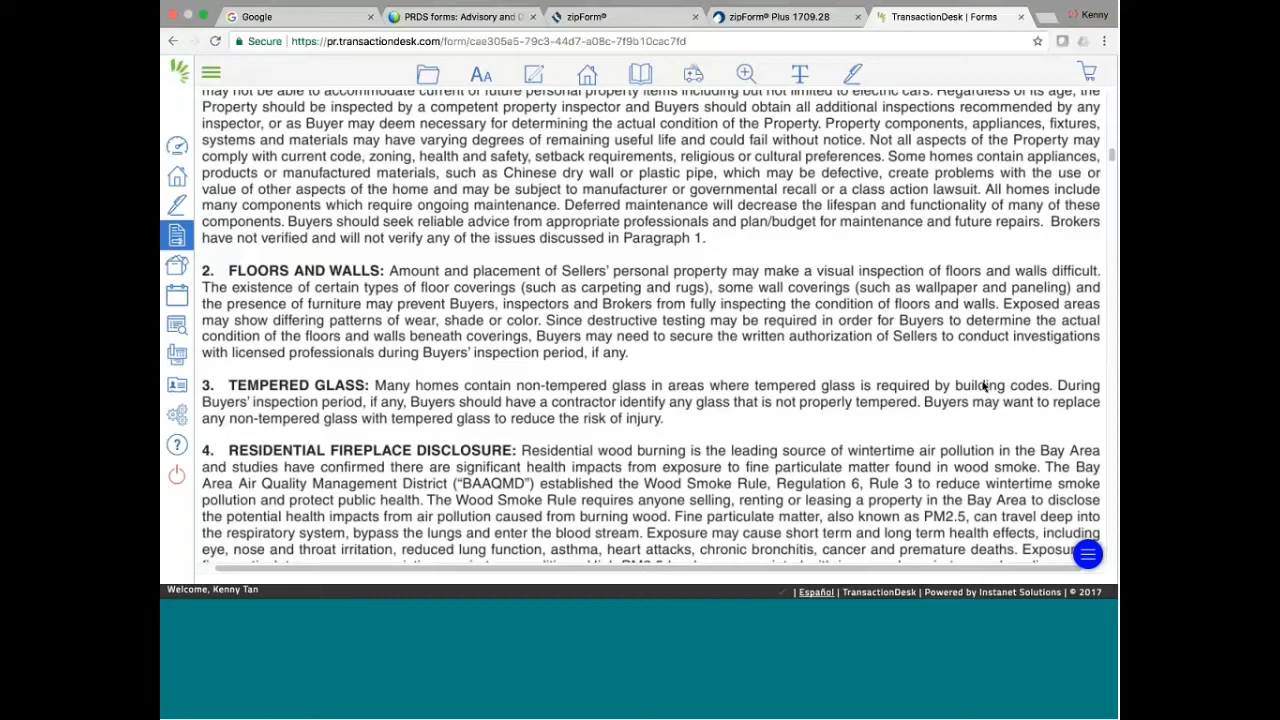 Google
PRDS forms: Advisory and D
zipForm®
zipForm® Plus 1709.28
TransactionDesk | Forms
Kenny
Secure | https://pr.transactiondesk.com/form/cae305a5-79c3-44d7-a08c-7f9b10cac7fd
may not be able to accommodate current or future personal property items including but not limited to electric cars. Regardless of its age, the
Property should be inspected by a competent property inspector and Buyers should obtain all additional inspections recommended by any
inspector, or as Buyer may deem necessary for determining the actual condition of the Property. Property components, appliances, fixtures,
systems and materials may have varying degrees of remaining useful life and could fail without notice. Not all aspects of the Property may
comply with current code, zoning, health and safety, setback requirements, religious or cultural preferences. Some homes contain appliances,
products or manufactured materials, such as Chinese dry wall or plastic pipe, which may be defective, create problems with the use or
value of other aspects of the home and may be subject to manufacturer or governmental recall or a class action lawsuit. All homes include
many components which require ongoing maintenance. Deferred maintenance will decrease the lifespan and functionality of many of these
components. Buyers should seek reliable advice from appropriate professionals and plan/budget for maintenance and future repairs. Brokers
have not verified and will not verify any of the issues discussed in Paragraph 1.
2. FLOORS AND WALLS: Amount and placement of Sellers' personal property may make a visual inspection of floors and walls difficult.
The existence of certain types of floor coverings (such as carpeting and rugs), some wall coverings (such as wallpaper and paneling) and
the presence of furniture may prevent Buyers, inspectors and Brokers from fully inspecting the condition of floors and walls. Exposed areas
may show differing patterns of wear, shade or color. Since destructive testing may be required in order for Buyers to determine the actual
condition of the floors and walls beneath coverings, Buyers may need to secure the written authorization of Sellers to conduct investigations
with licensed professionals during Buyers' inspection period, if any.
3. TEMPERED GLASS: Many homes contain non-tempered glass in areas where tempered glass is required by building codes. During
Buyers' inspection period, if any, Buyers should have a contractor identify any glass that is not properly tempered. Buyers may want to replace
any non-tempered glass with tempered glass to reduce the risk of injury.
4. RESIDENTIAL FIREPLACE DISCLOSURE: Residential wood burning is the leading source of wintertime air pollution in the Bay Area
and studies have confirmed there are significant health impacts from exposure to fine particulate matter found in wood smoke. The Bay
Area Air Quality Management District ("BAAQMD") established the Wood Smoke Rule, Regulation 6, Rule 3 to reduce wintertime smoke
pollution and protect public health. The Wood Smoke Rule requires anyone selling, renting or leasing a property in the Bay Area to disclose
the potential health impacts from air pollution caused from burning wood. Fine particulate matter, also known as PM2.5, can travel deep into
the respiratory system, bypass the lungs and enter the blood stream. Exposure may cause short term and long term health effects, including
eye, nose and throat irritation, reduced lung function, asthma, heart attacks, chronic bronchitis, cancer and premature deaths. Exposur
Welcome, Kenny Tan
| Español | TransactionDesk | Powered by Instanet Solutions | © 2017